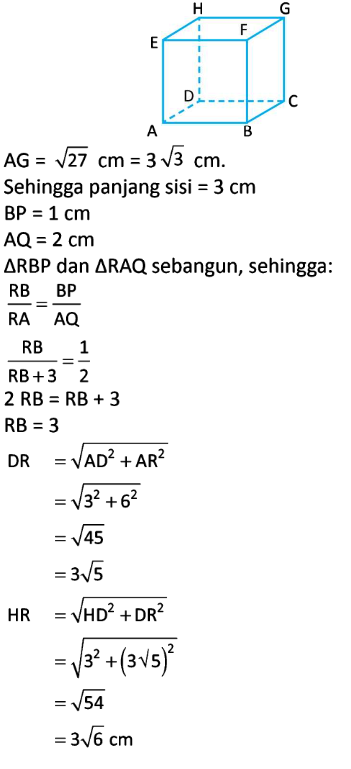 H G
E F
D C
A B
AG = √27 cm = 3√3 cm.
Sehingga panjang sisi = 3 cm
BP = 1 cm
AQ = 2 cm
ΔRBP dan ΔRAQ sebangun, sehingga:
RB/RA = BP/AQ
RB/(RB + 3) = 1/2
2 RB = RB + 3
RB = 3
DR = √(AD² + AR²)
= √(3² + 6²)
= √45
= 3√5
HR = √(HD² + DR²)
= √(3² + (3√5)²)
= √54
= 3√6 cm